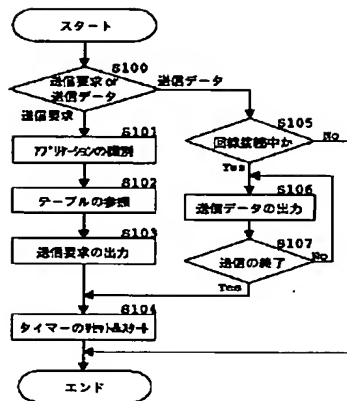 スタート
S100
送信要求 or
送信データ
送信データ
送信要求
S101
アプリケーションの識別
S102
テーブルの参照
S103
送信要求の出力
S104
タイマーのリセット&スタート
エンド
S105
回線接続中か
No
Yes
S106
送信データの出力
S107
送信の終了
No
Yes